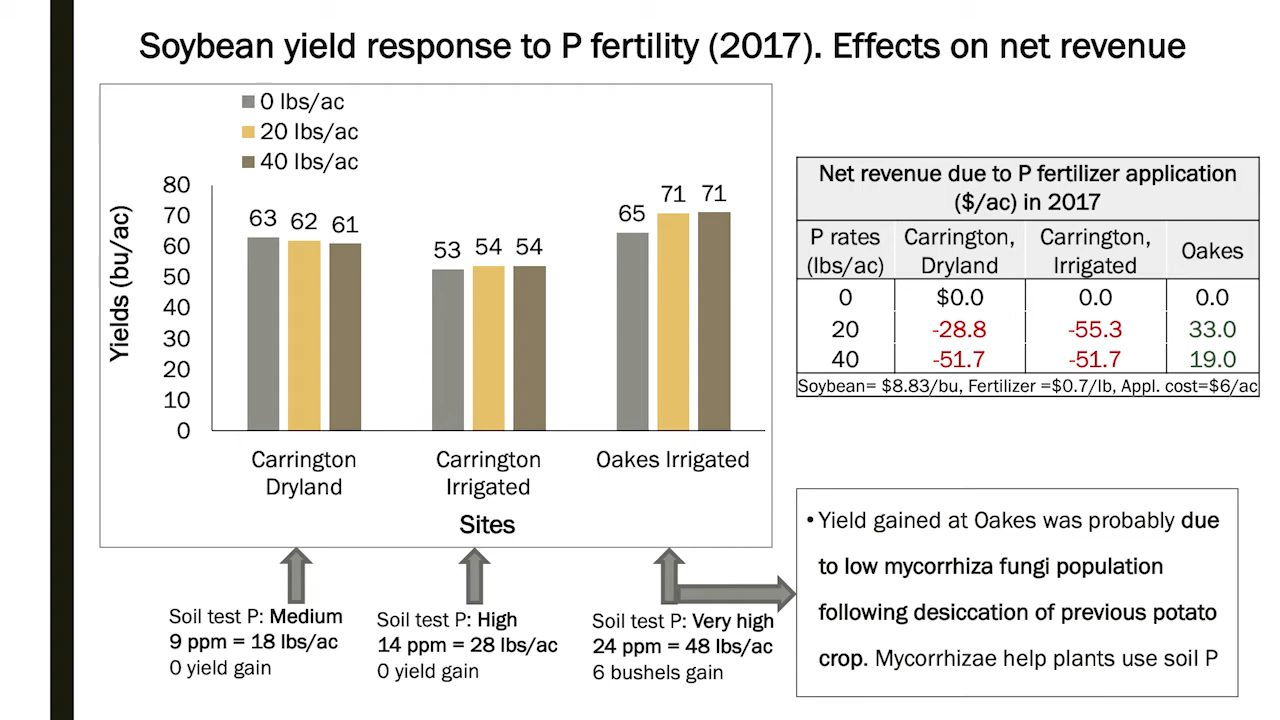 Soybean yield response to P fertility (2017). Effects on net revenue
0 lbs/ac
20 lbs/ac
40 lbs/ac
Yields (bu/ac)
80
70
60
50
40
30
20
10
0
63 62 61
53 54 54
65 71 71
Carrington
Dryland
Carrington
Irrigated
Oakes Irrigated
Sites
Soil test P: Medium
9 ppm = 18 lbs/ac
0 yield gain
Soil test P: High
14 ppm = 28 lbs/ac
0 yield gain
Soil test P: Very high
24 ppm = 48 lbs/ac
6 bushels gain
Net revenue due to P fertilizer application
($/ac) in 2017
P rates
(lbs/ac)
Carrington,
Dryland
Carrington,
Irrigated
Oakes
0 $0.0 0.0 0.0
20 -28.8 -55.3 33.0
40 -51.7 -51.7 19.0
Soybean= $8.83/bu, Fertilizer =$0.7/lb, Appl. cost=$6/ac
• Yield gained at Oakes was probably due
to low mycorrhiza fungi population
following desiccation of previous potato
crop. Mycorrhizae help plants use soil P